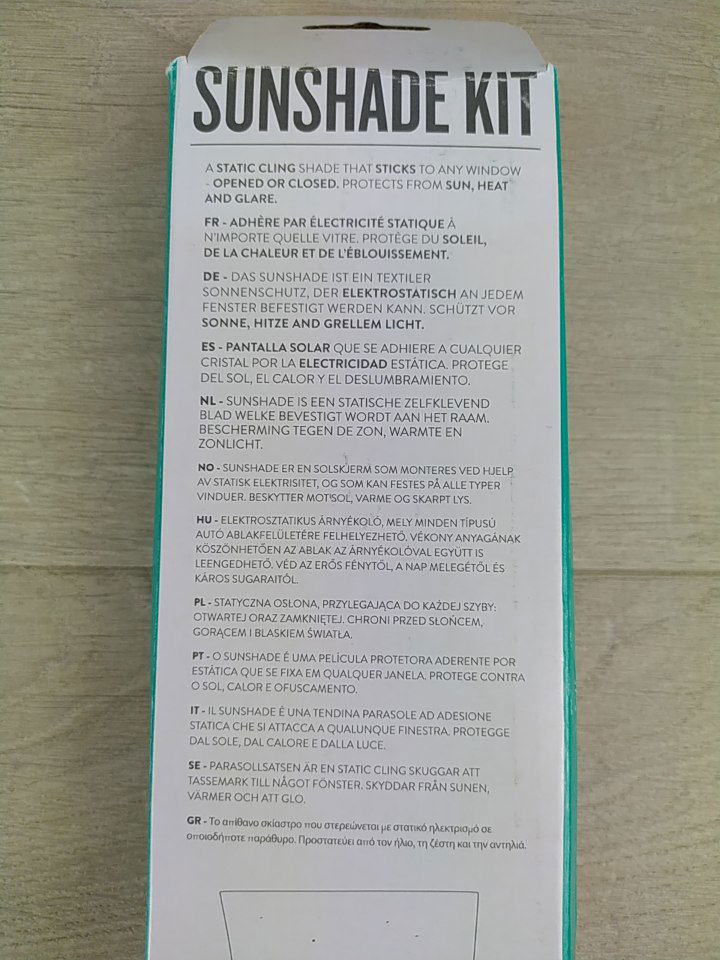 SUNSHADE KIT
A STATIC CLING SHADE THAT STICKS TO ANY WINDOW
- OPENED OR CLOSED. PROTECTS FROM SUN, HEAT
AND GLARE.
FR - ADHÈRE PAR ÉLECTRICITÉ STATIQUE À
N'IMPORTE QUELLE VITRE. PROTÈGE DU SOLEIL,
DE LA CHALEUR ET DE L'ÉBLOUISSEMENT.
DE - DAS SUNSHADE IST EIN TEXTILER
SONNENSCHUTZ, DER ELEKTROSTATISCH AN JEDEM
FENSTER BEFESTIGT WERDEN KANN. SCHÜTZT VOR
SONNE, HITZE AND GRELLEM LICHT.
ES - PANTALLA SOLAR QUE SE ADHIERE A CUALQUIER
CRISTAL POR LA ELECTRICIDAD ESTÁTICA. PROTEGE
DEL SOL, EL CALOR Y EL DESLUMBRAMIENTO.
NL - SUNSHADE IS EEN STATISCHE ZELFKLEVEND
BLAD WELKE BEVESTIGT WORDT AAN HET RAAM.
BESCHERMING TEGEN DE ZON, WARMTE EN
ZONLICHT.
NO - SUNSHADE ER EN SOLSKJERM SOM MONTERES VED HJELP
AV STATISK ELEKTRISITET, OG SOM KAN FESTES PÅ ALLE TYPER
VINDUER. BESKYTTER MOT SOL, VARME OG SKARPT LYS.
HU - ELEKTROSZTATIKUS ÁRNYÉKOLÓ, MELY MINDEN TÍPUSÚ
AUTÓ ABLAKFELÜLETÉRE FELHELYEZHETŐ. VÉKONY ANYAGÁNAK
KÖSZÖNHETŐEN AZ ABLAK AZ ÁRNYÉKOLÓVAL EGYÜTT IS
LEENGEDHETŐ. VÉD AZ ERŐS FÉNYTŐL, A NAP MELEGÉTŐL ÉS
KÁROS SUGARAITÓL.
PL - STATYCZNA OSŁONA, PRZYLEGAJĄCA DO KAŻDEJ SZYBY:
OTWARTEJ ORAZ ZAMKNIĘTEJ. CHRONI PRZED SŁOŃCEM,
GORĄCEM I BLASKIEM ŚWIATŁA.
PT - O SUNSHADE É UMA PELÍCULA PROTETORA ADERENTE POR
ESTÁTICA QUE SE FIXA EM QUALQUER JANELA. PROTEGE CONTRA
O SOL, CALOR E OFUSCAMENTO.
IT - IL SUNSHADE È UNA TENDINA PARASOLE AD ADESIONE
STATICA CHE SI ATTACCA A QUALUNQUE FINESTRA. PROTEGGE
DAL SOLE, DAL CALORE E DALLA LUCE.
SE - PARASOLLSATSEN ÄR EN STATIC CLING SKUGGAR ATT
TASSEMARK TILL NÅGOT FÖNSTER. SKYDDAR FRÅN SUNEN,
VÄRMER OCH ATT GLO.
GR - Το απίθανο σκίαστρο που στερεώνεται με στατικό ηλεκτρισμό σε
οποιοδήποτε παράθυρο. Προστατεύει από τον ήλιο, τη ζέστη και την αντηλιά.